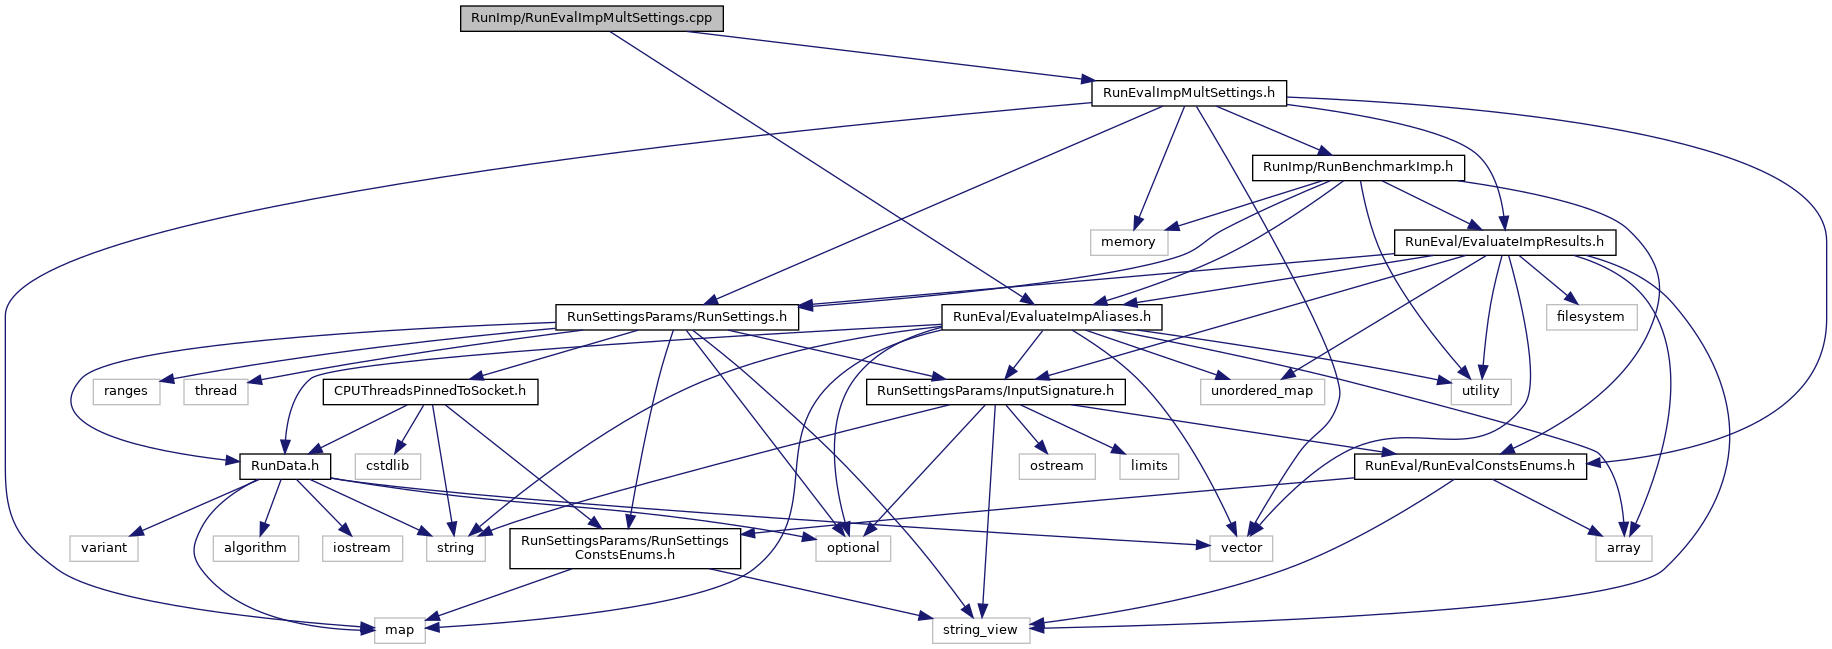 RunImp/RunEvalImpMultSettings.cpp
RunEvalImpMultSettings.h
RunImp/RunBenchmarkImp.h
memory
RunEval/EvaluateImpResults.h
RunSettingsParams/RunSettings.h
RunEval/EvaluateImpAliases.h
filesystem
ranges
thread
CPUThreadsPinnedToSocket.h
RunSettingsParams/InputSignature.h
unordered_map
utility
RunData.h
cstdlib
ostream
limits
RunEval/RunEvalConstsEnums.h
variant
algorithm
iostream
string
RunSettingsParams/RunSettings
ConstsEnums.h
optional
vector
array
map
string_view